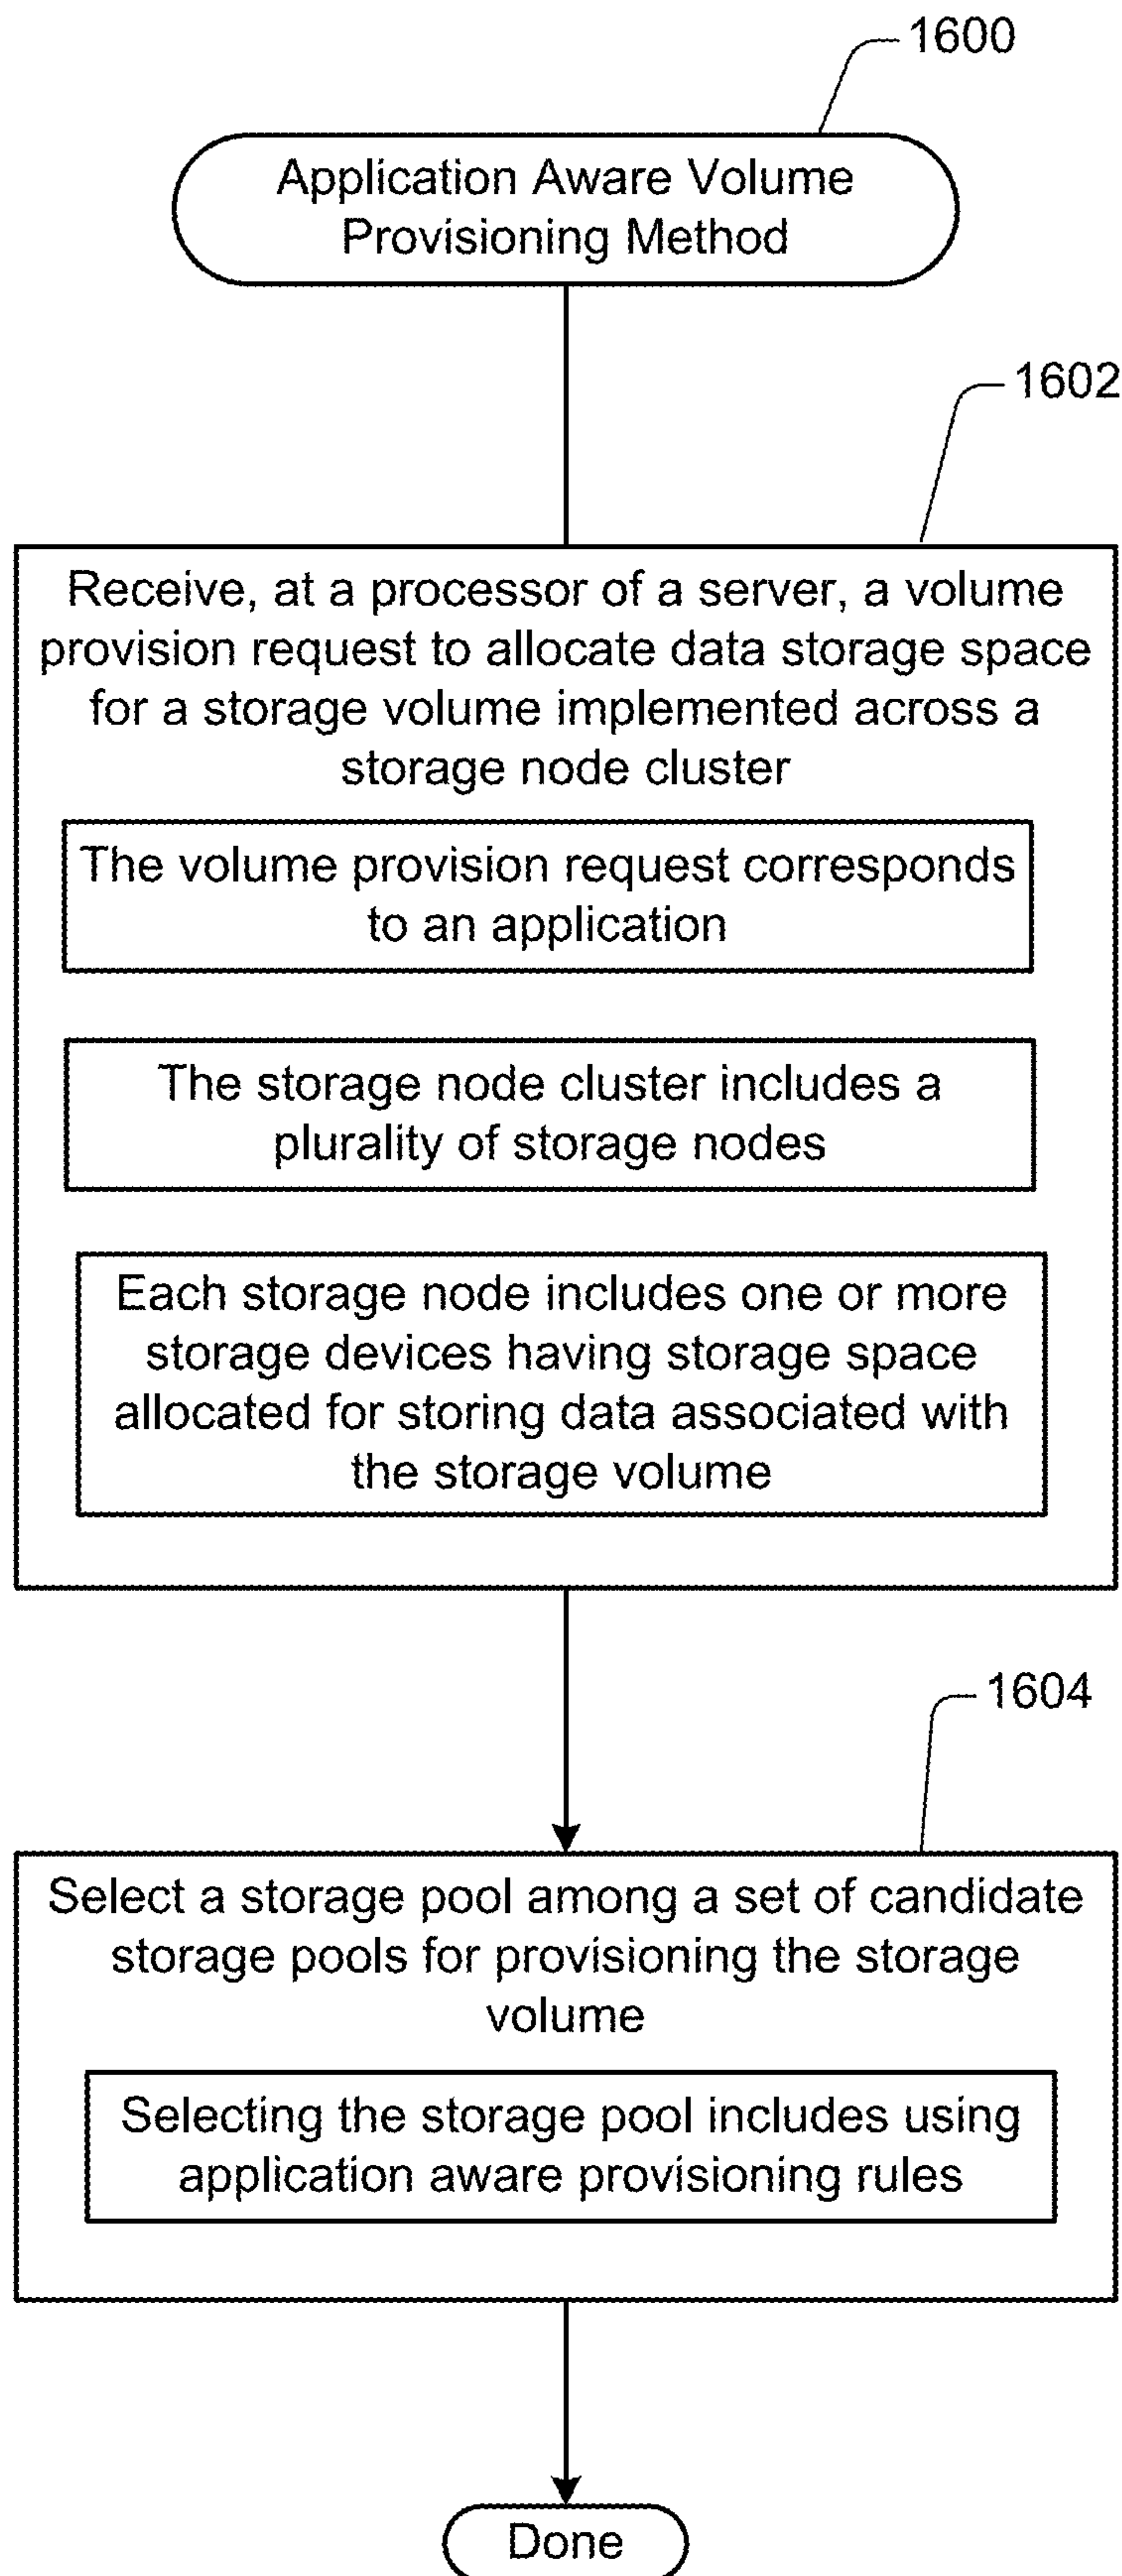 1600
Application Aware Volume
Provisioning Method
1602
Receive, at a processor of a server, a volume
provision request to allocate data storage space
for a storage volume implemented across a
storage node cluster
The volume provision request corresponds
to an application
The storage node cluster includes a
plurality of storage nodes
Each storage node includes one or more
storage devices having storage space
allocated for storing data associated with
the storage volume
1604
Select a storage pool among a set of candidate
storage pools for provisioning the storage
volume
Selecting the storage pool includes using
application aware provisioning rules
Done